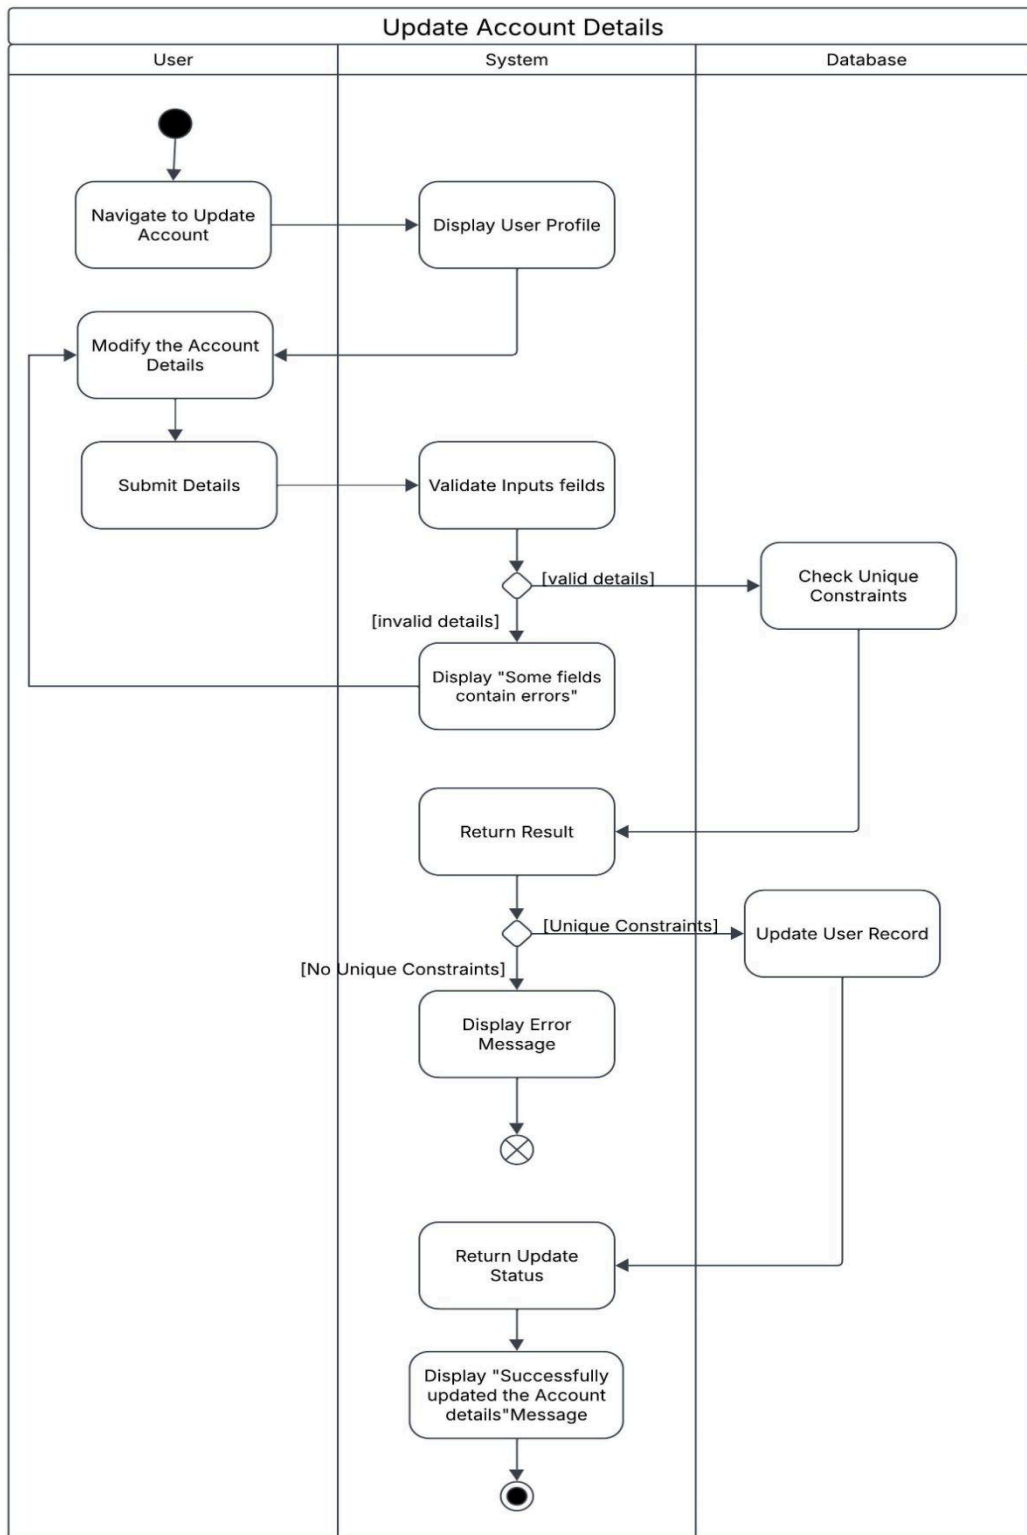 Update Account Details
User
System
Database
Navigate to Update
Account
Display User Profile
Modify the Account
Details
Submit Details
Validate Inputs feilds
[valid details]
Check Unique
Constraints
[invalid details]
Display "Some fields
contain errors"
Return Result
[Unique Constraints]
Update User Record
[No Unique Constraints]
Display Error
Message
Return Update
Status
Display "Successfully
updated the Account
details"Message